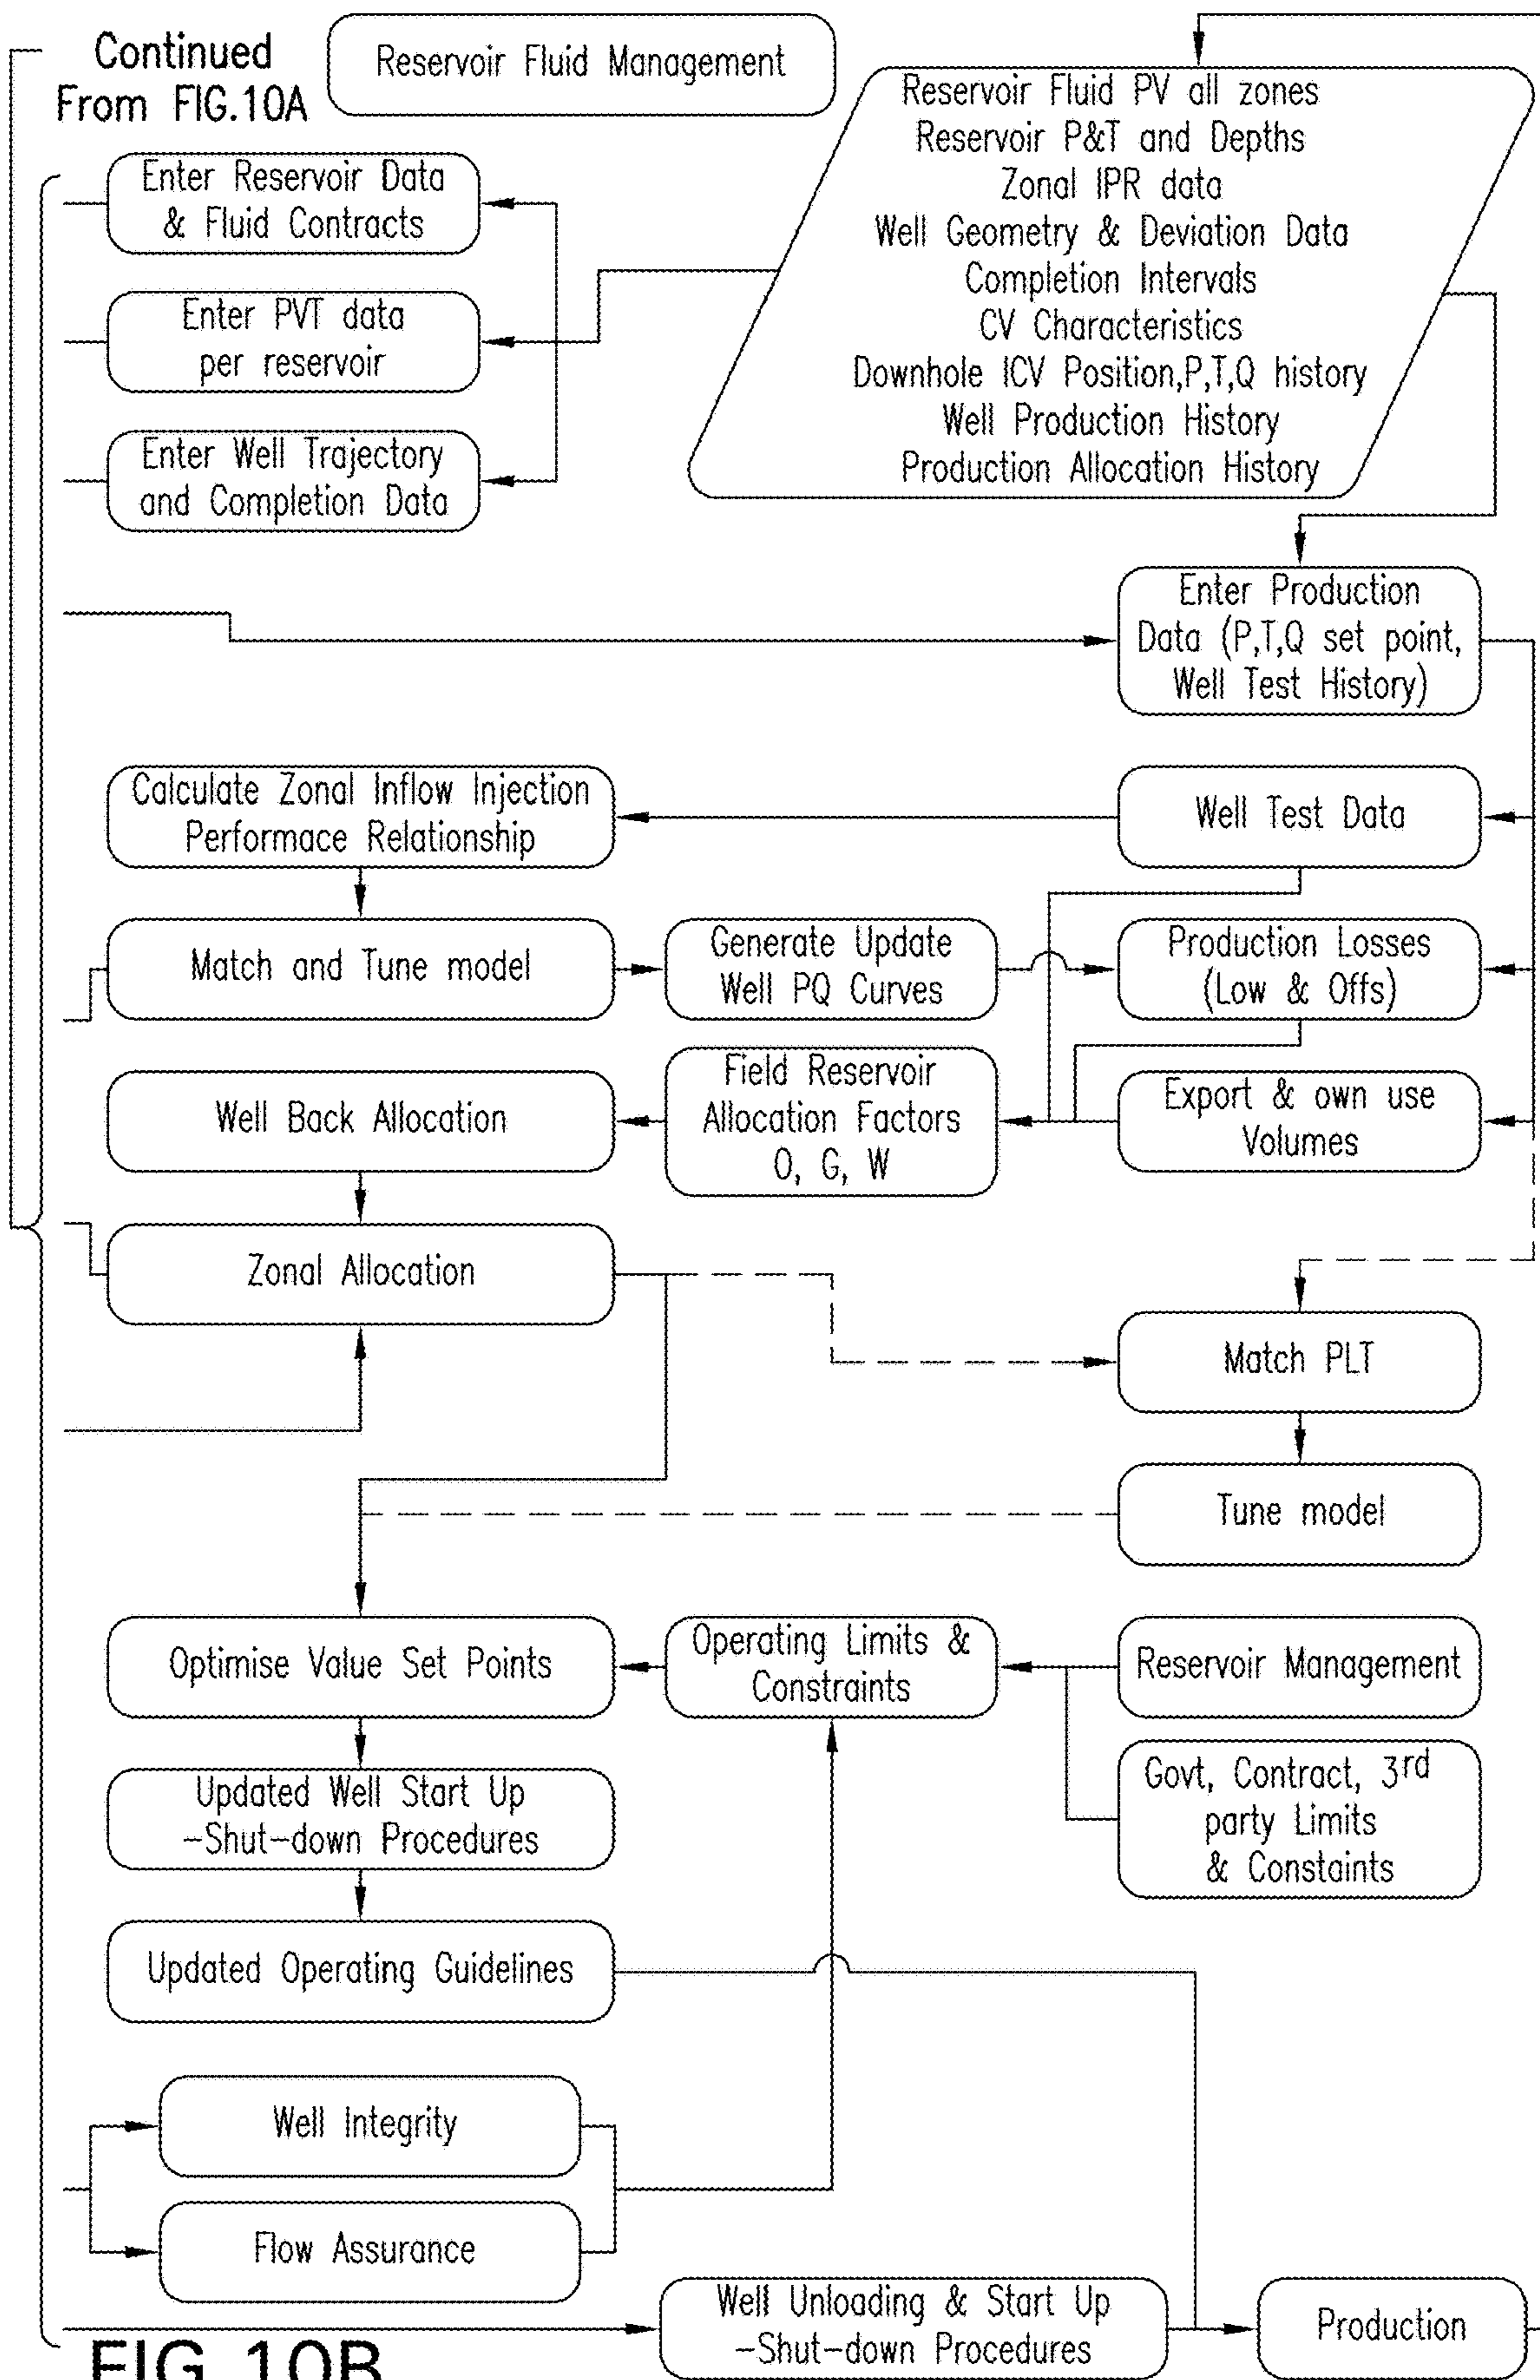 Continued
From FIG.10A
Reservoir Fluid Management
Reservoir Fluid PV all zones
Reservoir P&T and Depths
Zonal IPR data
Well Geometry & Deviation Data
Completion Intervals
CV Characteristics
Downhole ICV Position,P,T,Q history
Well Production History
Production Allocation History
Enter Reservoir Data
& Fluid Contracts
Enter PVT data
per reservoir
Enter Well Trajectory
and Completion Data
Enter Production
Data (P,T,Q set point,
Well Test History)
Calculate Zonal Inflow Injection
Performace Relationship
Well Test Data
Match and Tune model
Generate Update
Well PQ Curves
Production Losses
(Low & Offs)
Well Back Allocation
Field Reservoir
Allocation Factors
O, G, W
Export & own use
Volumes
Zonal Allocation
Match PLT
Tune model
Optimise Value Set Points
Operating Limits &
Constraints
Reservoir Management
Updated Well Start Up
-Shut-down Procedures
Govt, Contract, 3rd
party Limits
& Constaints
Updated Operating Guidelines
Well Integrity
Flow Assurance
Well Unloading & Start Up
-Shut-down Procedures
Production
FIG. 10B